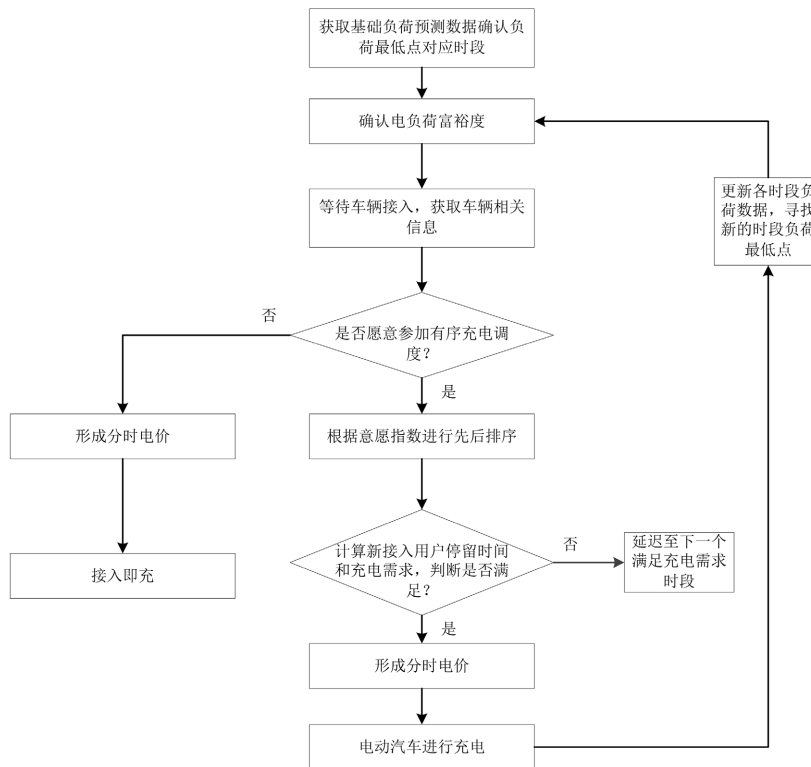 获取基础负荷预测数据确认负
荷最低点对应时段
确认电负荷富裕度
等待车辆接入，获取车辆相关
信息
更新各时段负
荷数据，寻找
新的时段负荷
最低点
是否愿意参加有序充电调
度？
否
是
形成分时电价
根据意愿指数进行先后排序
接入即充
计算新接入用户停留时间
和充电需求，判断是否满
足？
否
延迟至下一个
满足充电需求
时段
是
形成分时电价
电动汽车进行充电